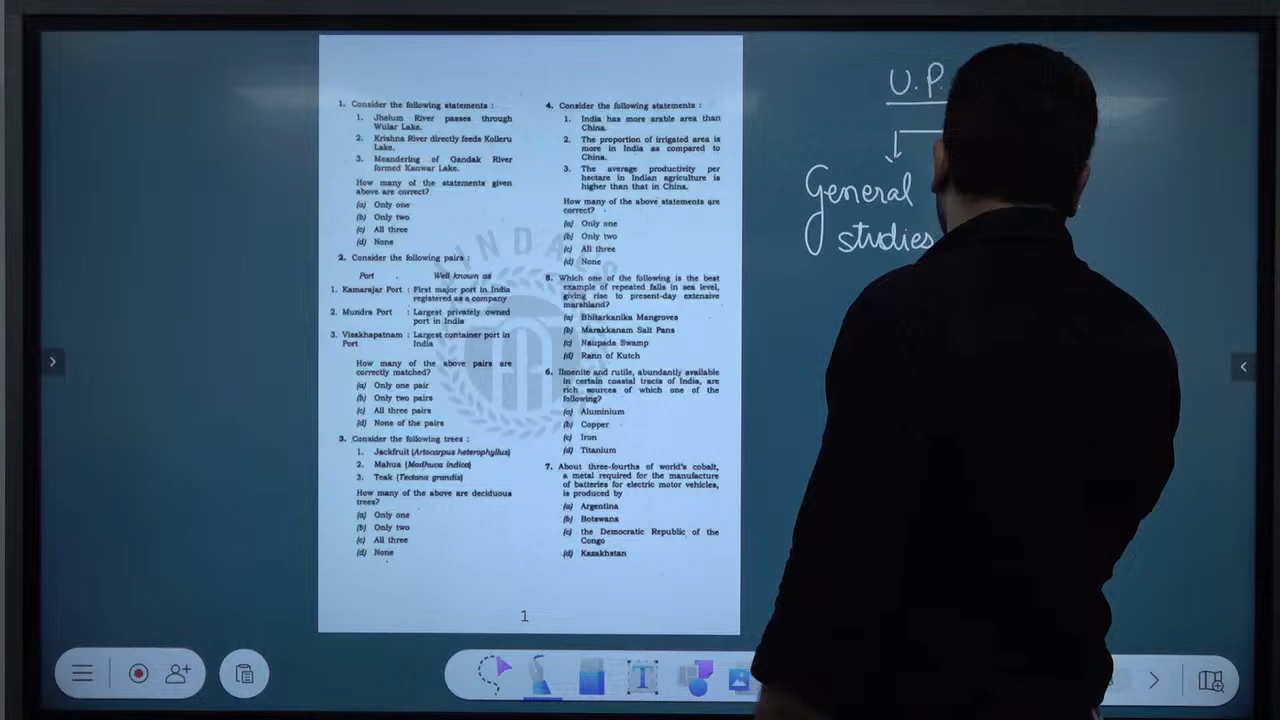 1. Consider the following statements :
1. Jhelum River passes through
Wular Lake.
2. Krishna River directly feeds Kolleru
Lake.
3. Meandering of Gandak River
formed Kanwar Lake.
How many of the statements given
above are correct?
(a) Only one
(b) Only two
(c) All three
(d) None
2. Consider the following pairs :
Port Well known as
1. Kamarajar Port : First major port in India
registered as a company
2. Mundra Port : Largest privately owned
port in India
3. Visakhapatnam : Largest container port in
Port India
How many of the above pairs are
correctly matched?
(a) Only one pair
(b) Only two pairs
(c) All three pairs
(d) None of the pairs
3. Consider the following trees :
1. Jackfruit (Artocarpus heterophyllus)
2. Mahua (Madhuca indica)
3. Teak (Tectona grandis)
How many of the above are deciduous
trees?
(a) Only one
(b) Only two
(c) All three
(d) None
4. Consider the following statements :
1. India has more arable area than
China.
2. The proportion of irrigated area is
more in India as compared to
China.
3. The average productivity per
hectare in Indian agriculture is
higher than that in China.
How many of the above statements are
correct?
(a) Only one
(b) Only two
(c) All three
(d) None
5. Which one of the following is the best
example of repeated falls in sea level,
giving rise to present-day extensive
marshland?
(a) Bhitarkanika Mangroves
(b) Marakkanam Salt Pans
(c) Naupada Swamp
(d) Rann of Kutch
6. Ilmenite and rutile, abundantly available
in certain coastal tracts of India, are
rich sources of which one of the
following?
(a) Aluminium
(b) Copper
(c) Iron
(d) Titanium
7. About three-fourths of world's cobalt,
a metal required for the manufacture
of batteries for electric motor vehicles,
is produced by
(a) Argentina
(b) Botswana
(c) the Democratic Republic of the
Congo
(d) Kazakhstan
1
U.P.
General
studies
T